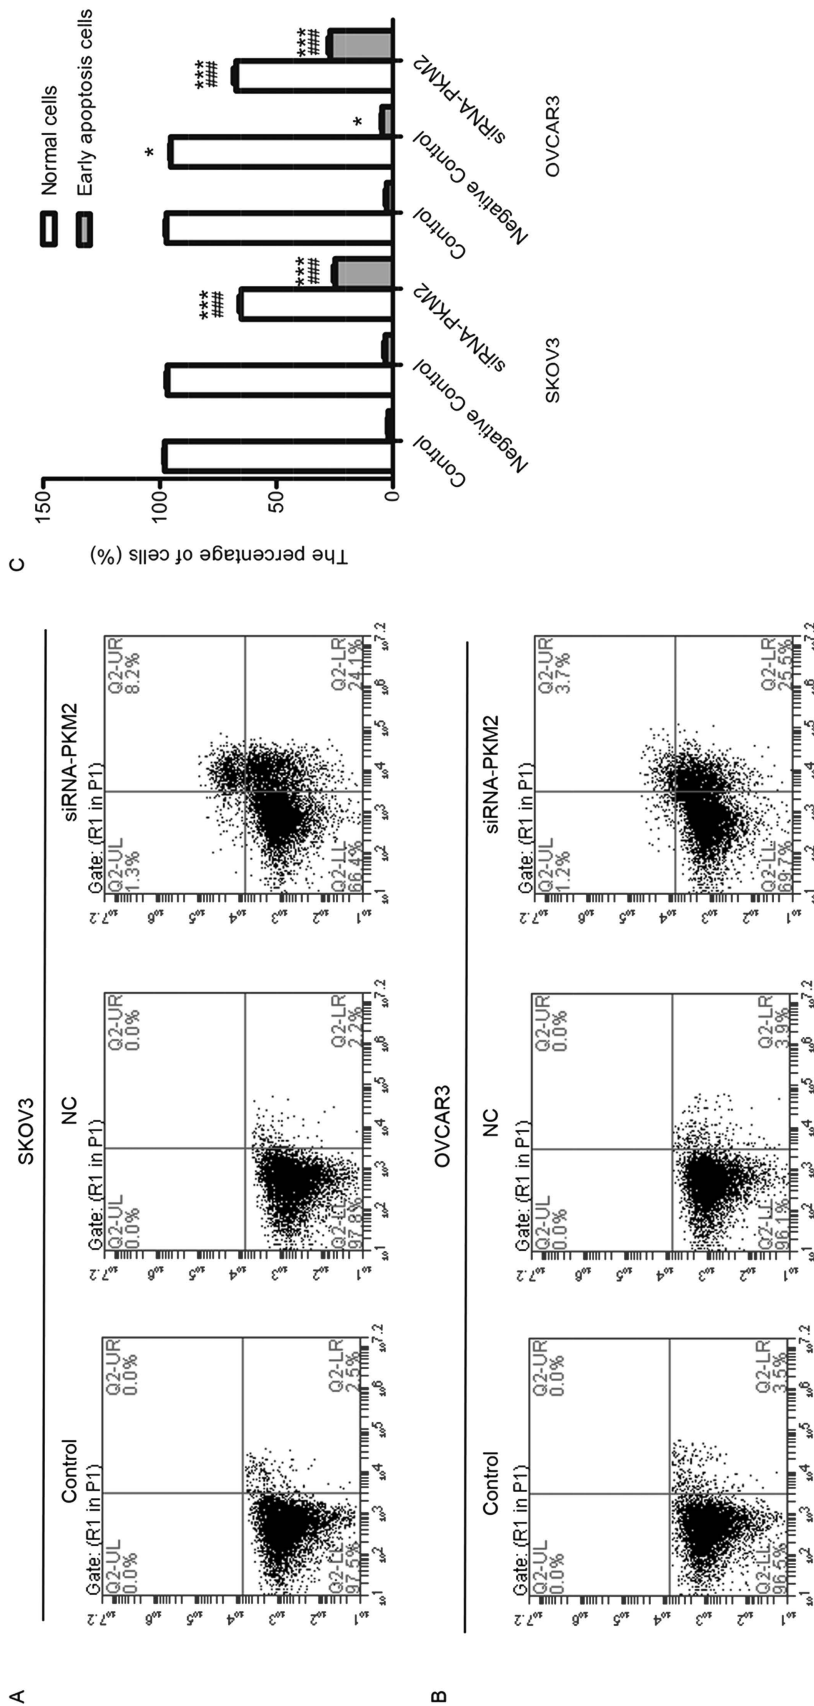 A
SKOV3
Control
NC
siRNA-PKM2
Gate: (R1 in P1)
Q2-UL
0.0%
Q2-UR
0.0%
Q2-LL
97.5%
Q2-LR
2.5%
Gate: (R1 in P1)
Q2-UL
0.0%
Q2-UR
0.0%
Q2-LL
97.8%
Q2-LR
2.2%
Gate: (R1 in P1)
Q2-UL
1.3%
Q2-UR
8.2%
Q2-LL
66.4%
Q2-LR
24.1%
B
OVCAR3
Control
NC
siRNA-PKM2
Gate: (R1 in P1)
Q2-UL
0.0%
Q2-UR
0.0%
Q2-LL
96.5%
Q2-LR
3.5%
Gate: (R1 in P1)
Q2-UL
0.0%
Q2-UR
0.0%
Q2-LL
96.1%
Q2-LR
3.9%
Gate: (R1 in P1)
Q2-UL
1.2%
Q2-UR
3.7%
Q2-LL
69.7%
Q2-LR
25.5%
C
The percentage of cells (%)
150
100
50
0
Normal cells
Early apoptosis cells
***
###
***
###
*
*
***
###
***
###
Control
Negative Control
siRNA-PKM2
Control
Negative Control
siRNA-PKM2
SKOV3
OVCAR3